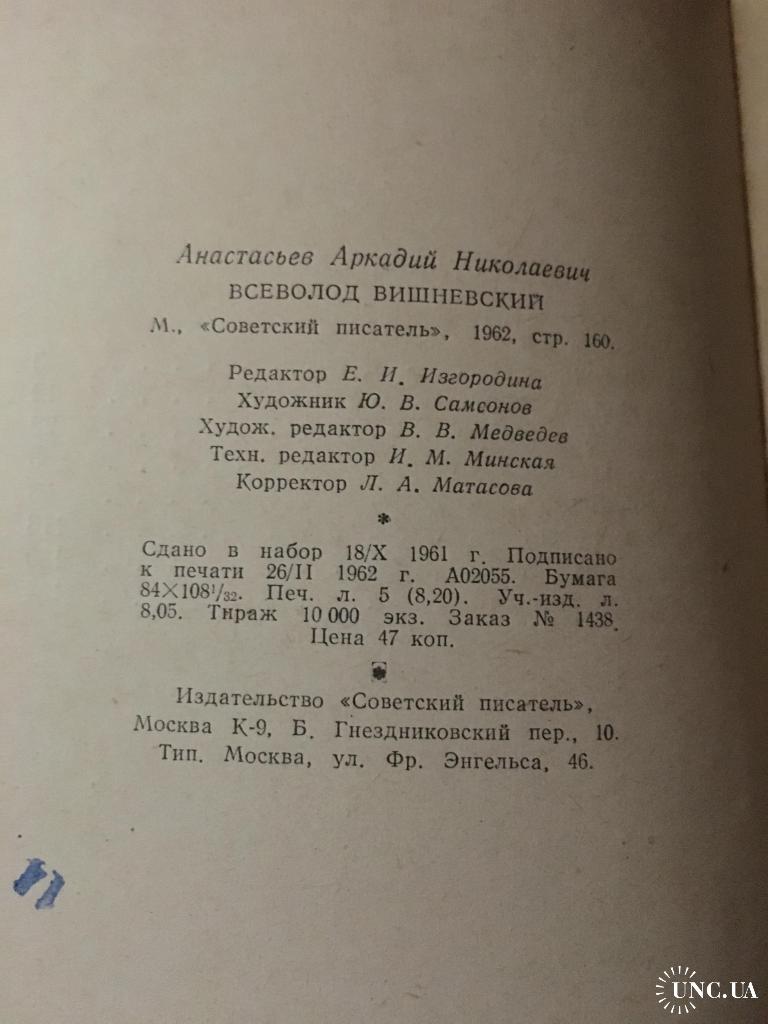 Анастасьев Аркадий Николаевич
ВСЕВОЛОД ВИШНЕВСКИЙ
М., «Советский писатель», 1962, стр. 160.
Редактор Е. И. Изгородина
Художник Ю. В. Самсонов
Худож. редактор В. В. Медведев
Техн. редактор И. М. Минская
Корректор Л. А. Матасова
*
Сдано в набор 18/X 1961 г. Подписано
к печати 26/II 1962 г. А02055. Бумага
84×108¹/₃₂. Печ. л. 5 (8,20). Уч.-изд. л.
8,05. Тираж 10 000 экз. Заказ № 1438.
Цена 47 коп.
*
Издательство «Советский писатель»,
Москва К-9, Б. Гнездниковский пер., 10.
Тип. Москва, ул. Фр. Энгельса, 46.
UNC.UA